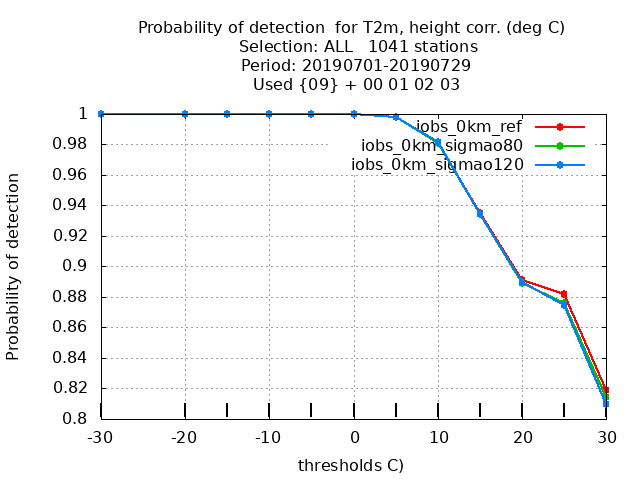 Probability of detection  for T2m, height corr. (deg C)
Selection: ALL   1041 stations
Period: 20190701-20190729
Used {09} + 00 01 02 03
1
0.98
0.96
0.94
0.92
0.9
0.88
0.86
0.84
0.82
0.8
Probability of detection
iobs_0km_ref
iobs_0km_sigmao80
iobs_0km_sigmao120
-30 -20 -10 0 10 20 30
thresholds C)